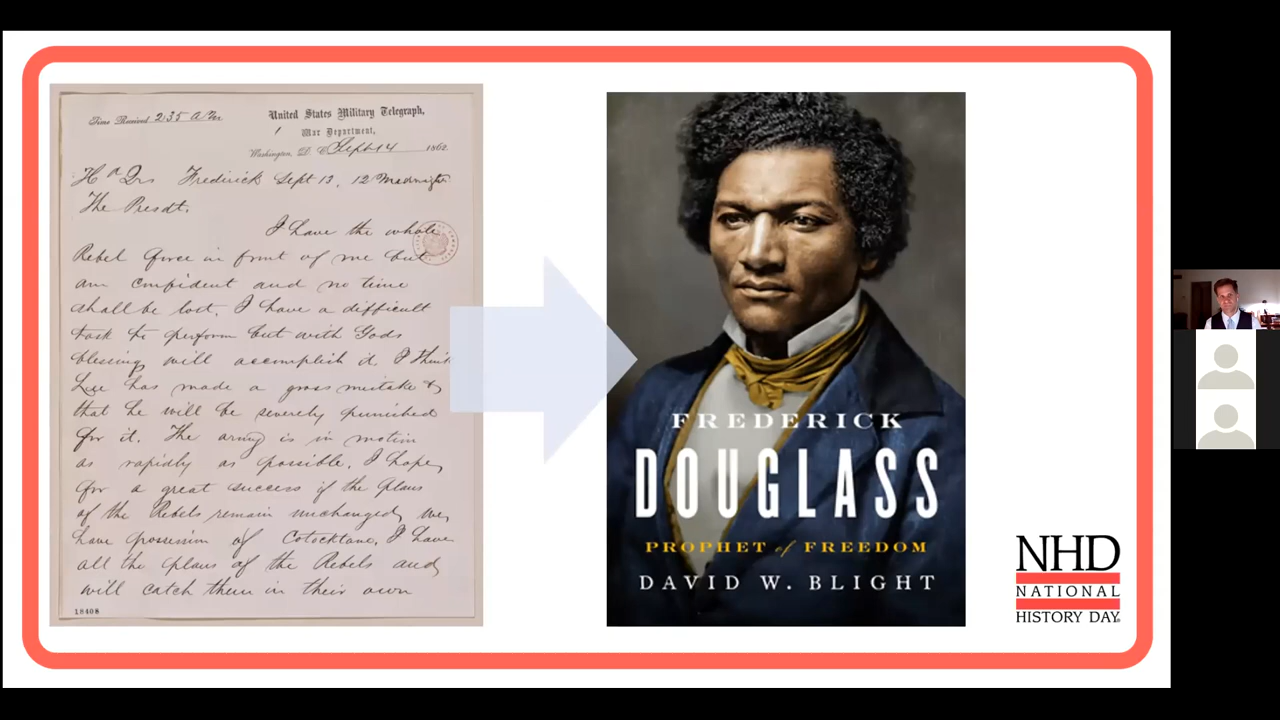 Time Received 2 35 A
United States Military Telegraph,
War Department,
Washington, D. C. Sept 14 1862.
Hd Qrs Frederick Sept 13, 12 Midnight
The Presdt.
I have the whole
Rebel force in front of me but
am confident and no time
shall be lost. I have a difficult
task to perform but with Gods
blessing will accomplish it. I think
Lee has made a gross mistake &
that he will be severely punished
for it. The army is in motion
as rapidly as possible. I hope
for a great success if the plans
of the Rebels remain unchanged we
have possession of Cotocktane. I have
all the plans of the Rebels and
will catch them in their own
18408
FREDERICK
DOUGLASS
PROPHET of FREEDOM
DAVID W. BLIGHT
NHD
NATIONAL
HISTORY DAY